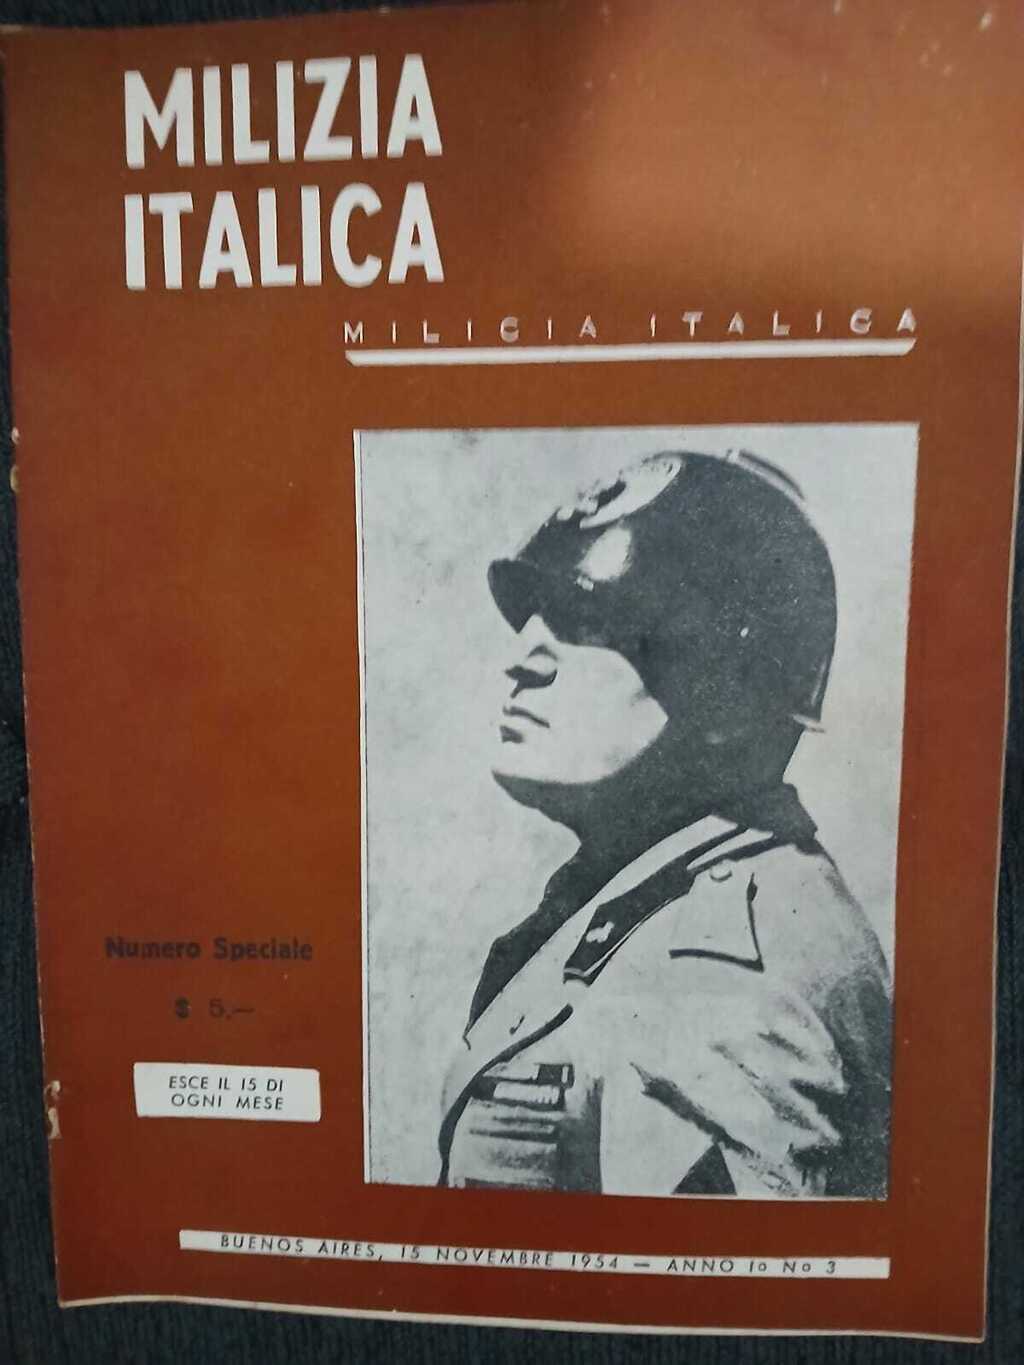 MILIZIA
ITALICA
MILICIA ITALICA
Numero Speciale
$ 5.—
ESCE IL 15 DI
OGNI MESE
BUENOS AIRES, 15 NOVEMBRE 1954 — ANNO Iº Nº 3